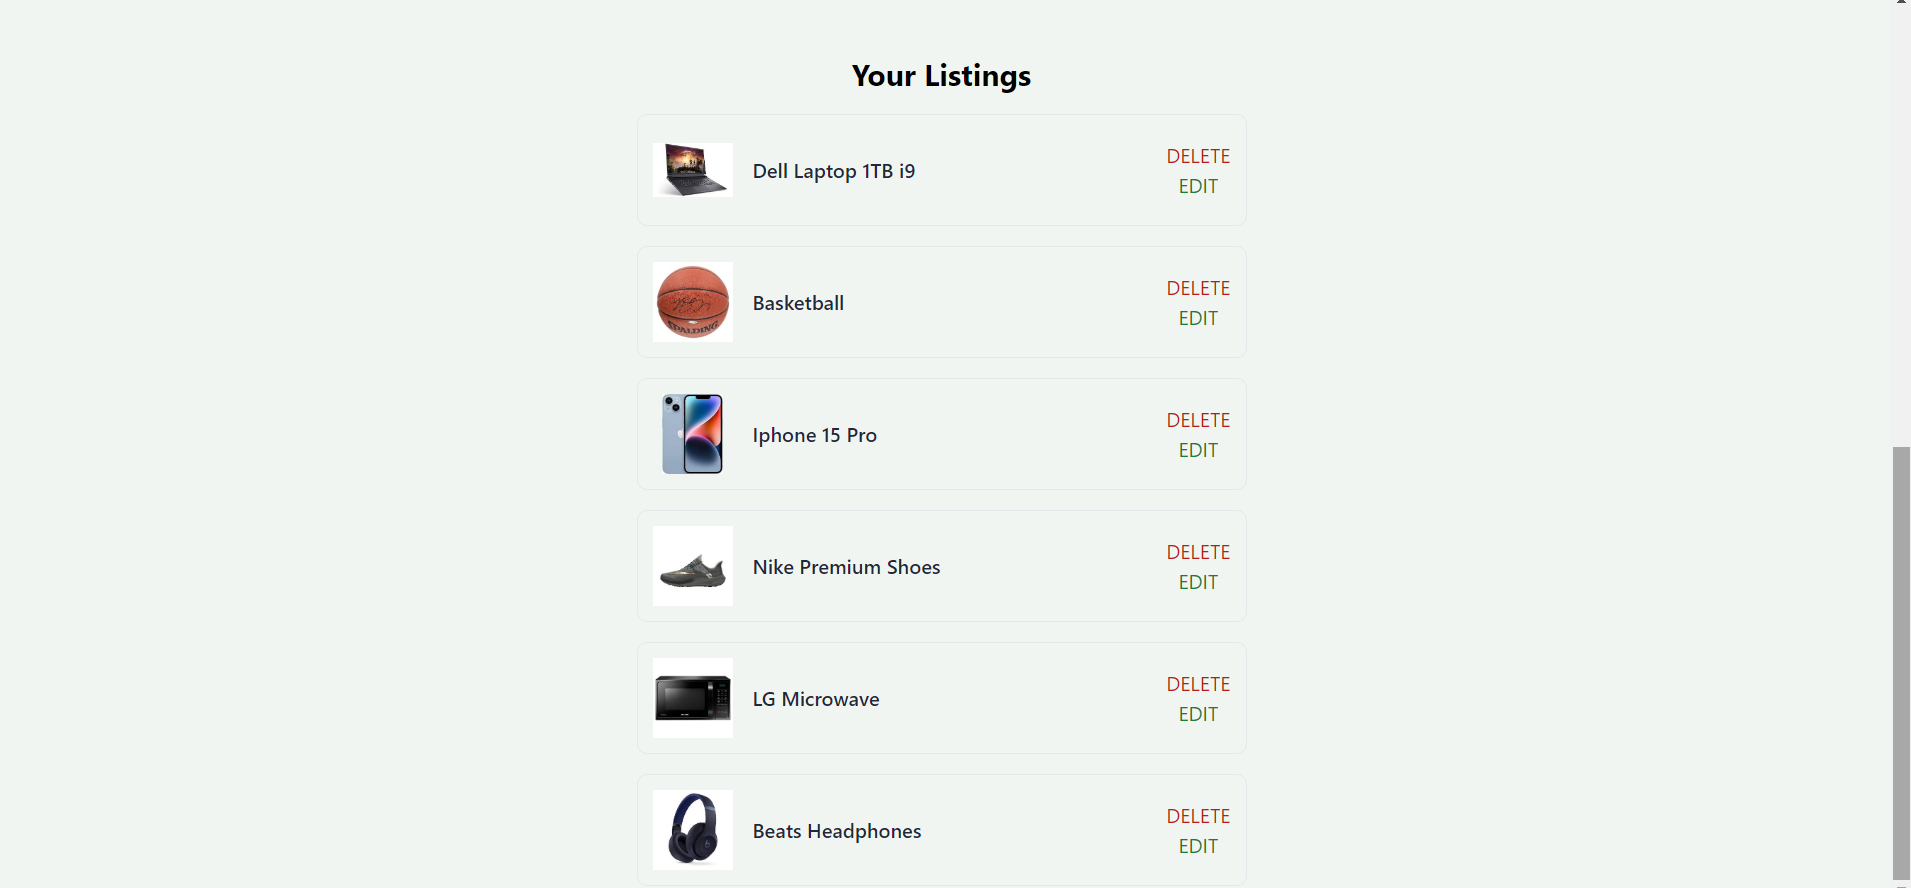 Your Listings
Dell Laptop 1TB i9
DELETE
EDIT
SPALDING
Basketball
DELETE
EDIT
Iphone 15 Pro
DELETE
EDIT
Nike Premium Shoes
DELETE
EDIT
LG Microwave
DELETE
EDIT
Beats Headphones
DELETE
EDIT